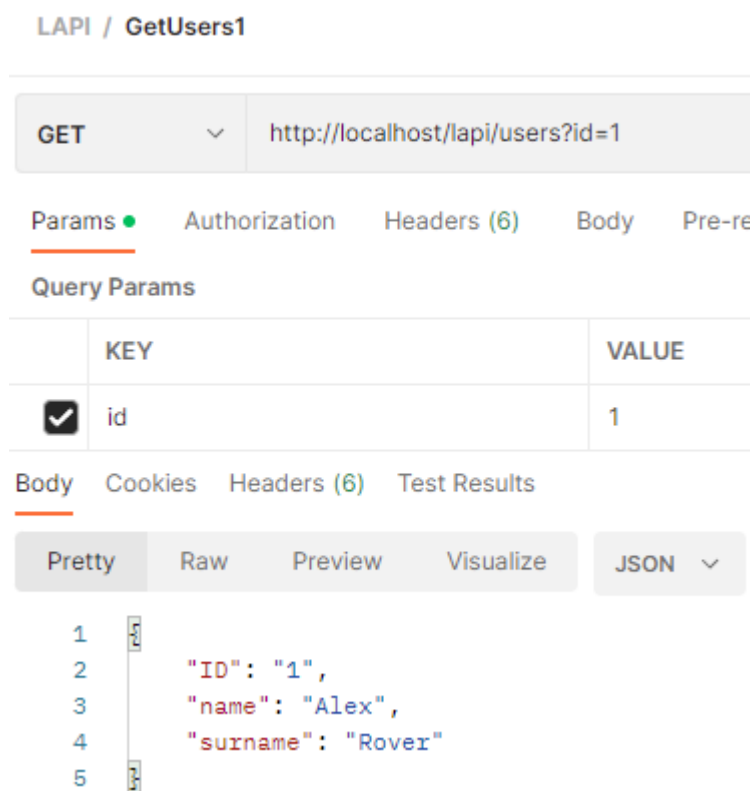 LAPI / GetUsers1
GET http://localhost/lapi/users?id=1
Params Authorization Headers (6) Body Pre-re
Query Params
KEY VALUE
id 1
Body Cookies Headers (6) Test Results
Pretty Raw Preview Visualize JSON
1 {
2 "ID": "1",
3 "name": "Alex",
4 "surname": "Rover"
5 }